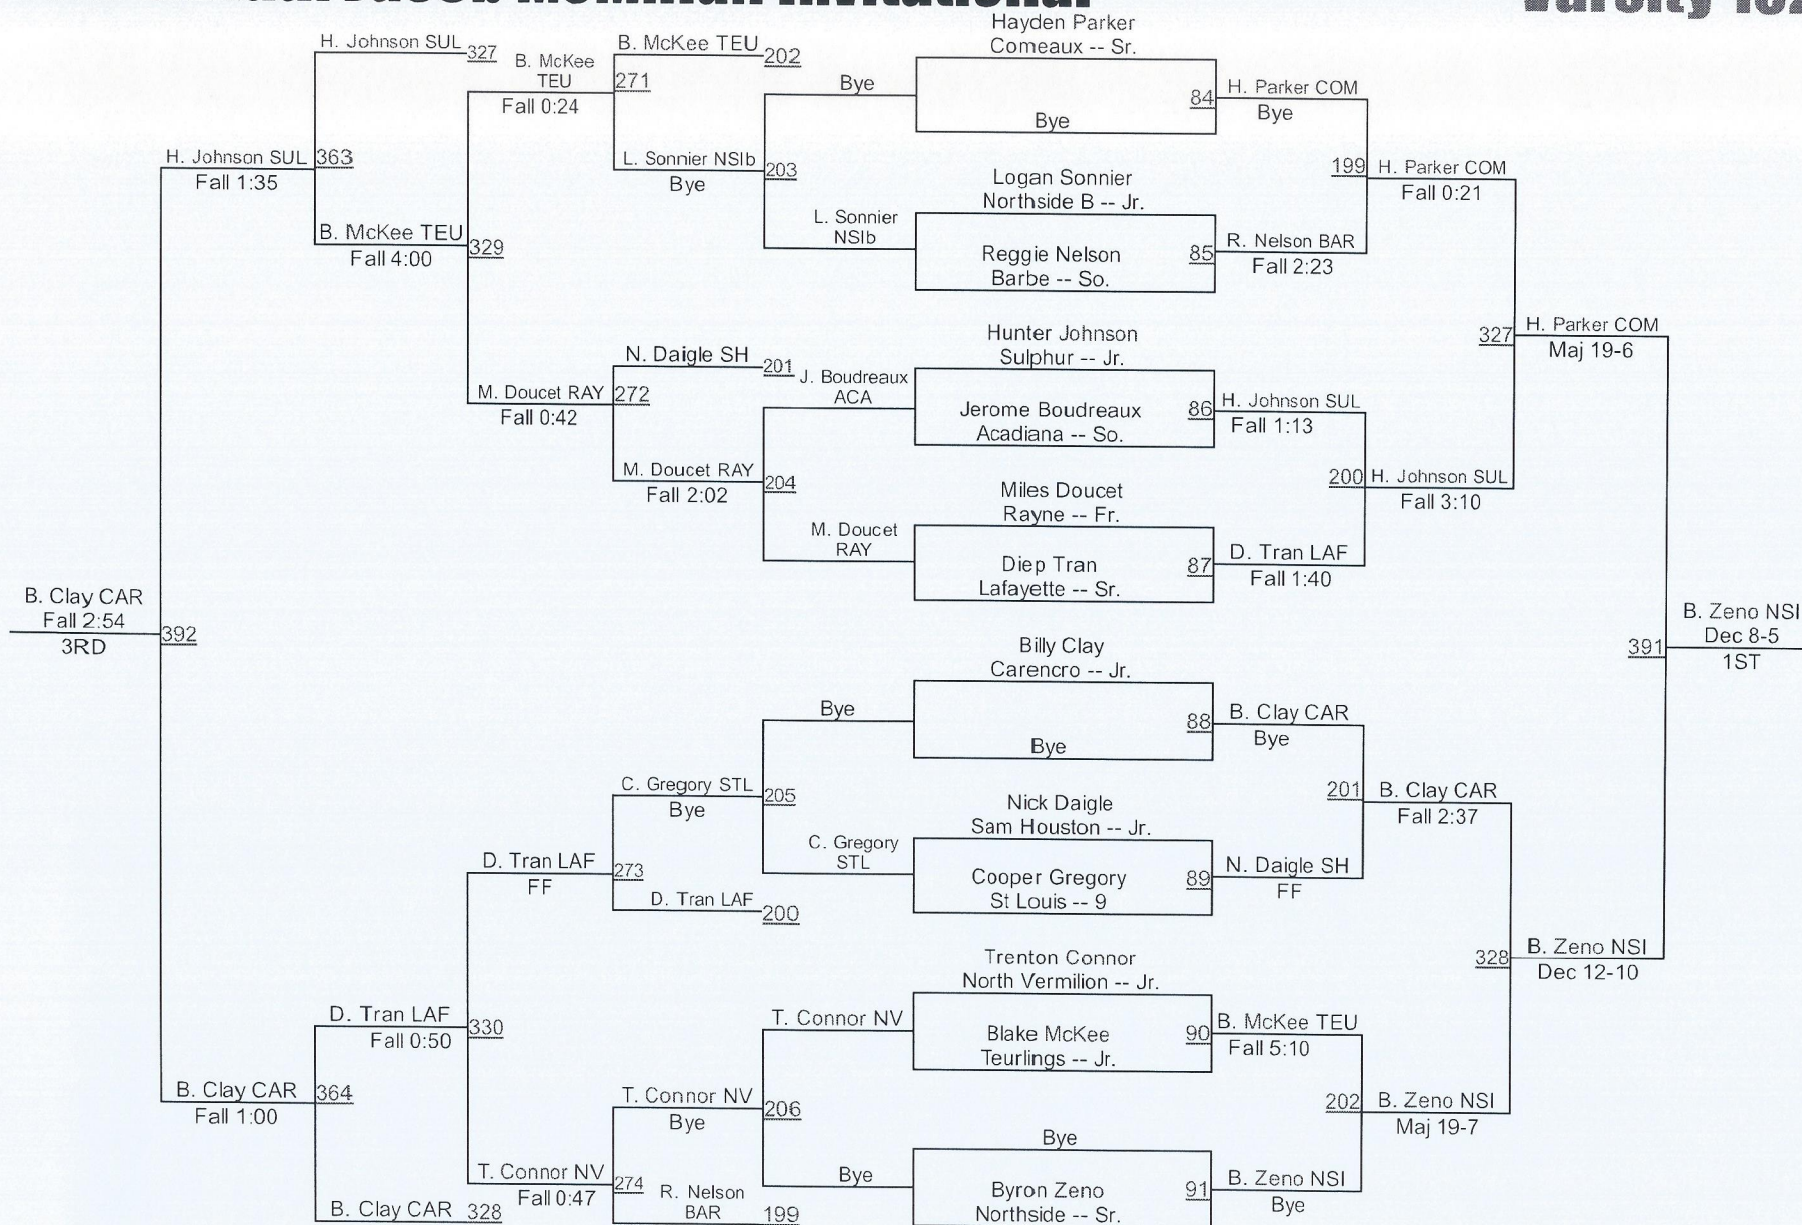 Invitational
Varsity
Hayden Parker
Comeaux -- Sr.
Bye
84
Logan Sonnier
Northside B -- Jr.
Reggie Nelson
Barbe -- So.
85
Hunter Johnson
Sulphur -- Jr.
Jerome Boudreaux
Acadiana -- So.
86
Miles Doucet
Rayne -- Fr.
Diep Tran
Lafayette -- Sr.
87
Billy Clay
Carencro -- Jr.
Bye
88
Nick Daigle
Sam Houston -- Jr.
Cooper Gregory
St Louis -- 9
89
Trenton Connor
North Vermilion -- Jr.
Blake McKee
Teurlings -- Jr.
90
Bye
Byron Zeno
Northside -- Sr.
91
H. Parker COM
Bye
199
R. Nelson BAR
Fall 2:23
H. Johnson SUL
Fall 1:13
200
D. Tran LAF
Fall 1:40
B. Clay CAR
Bye
201
N. Daigle SH
FF
B. McKee TEU
Fall 5:10
202
B. Zeno NSI
Bye
H. Parker COM
Fall 0:21
327
H. Johnson SUL
Fall 3:10
B. Clay CAR
Fall 2:37
328
B. Zeno NSI
Maj 19-7
H. Parker COM
Maj 19-6
391
B. Zeno NSI
Dec 12-10
B. Zeno NSI
Dec 8-5
1ST
Bye
203
L. Sonnier
NSIb
J. Boudreaux
ACA
204
M. Doucet
RAY
Bye
205
C. Gregory
STL
T. Connor NV
206
Bye
B. McKee TEU
202
271
L. Sonnier NSIb
Bye
N. Daigle SH
201
272
M. Doucet RAY
Fall 2:02
C. Gregory STL
Bye
273
D. Tran LAF
200
T. Connor NV
Bye
274
R. Nelson
BAR
199
B. McKee
TEU
Fall 0:24
329
M. Doucet RAY
Fall 0:42
D. Tran LAF
FF
330
T. Connor NV
Fall 0:47
H. Johnson SUL
327
363
B. McKee TEU
Fall 4:00
D. Tran LAF
Fall 0:50
364
B. Clay CAR
328
H. Johnson SUL
Fall 1:35
392
B. Clay CAR
Fall 1:00
B. Clay CAR
Fall 2:54
3RD